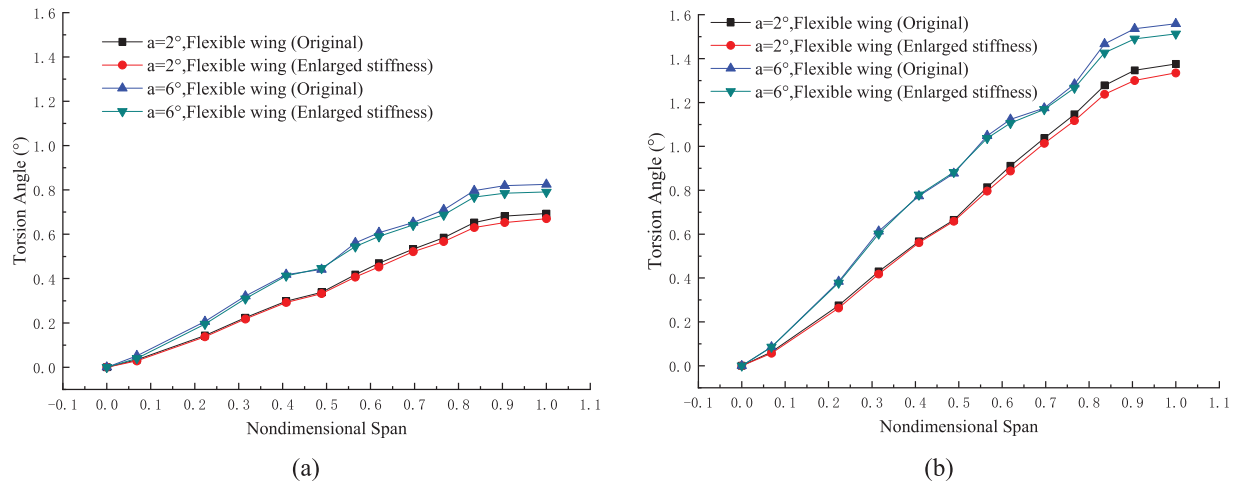 1.6
1.4
1.2
1.0
0.8
0.6
0.4
0.2
0.0
Torsion Angle (°)
a=2°,Flexible wing (Original)
a=2°,Flexible wing (Enlarged stiffness)
a=6°,Flexible wing (Original)
a=6°,Flexible wing (Enlarged stiffness)
-0.1 0.0 0.1 0.2 0.3 0.4 0.5 0.6 0.7 0.8 0.9 1.0 1.1
Nondimensional Span
(a)
1.6
1.4
1.2
1.0
0.8
0.6
0.4
0.2
0.0
Torsion Angle (°)
a=2°,Flexible wing (Original)
a=2°,Flexible wing (Enlarged stiffness)
a=6°,Flexible wing (Original)
a=6°,Flexible wing (Enlarged stiffness)
-0.1 0.0 0.1 0.2 0.3 0.4 0.5 0.6 0.7 0.8 0.9 1.0 1.1
Nondimensional Span
(b)